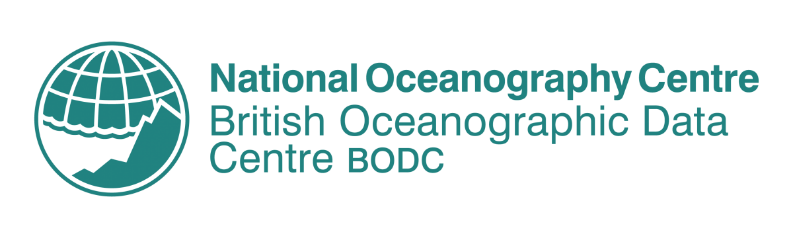 National Oceanography Centre
British Oceanographic Data
Centre BODC